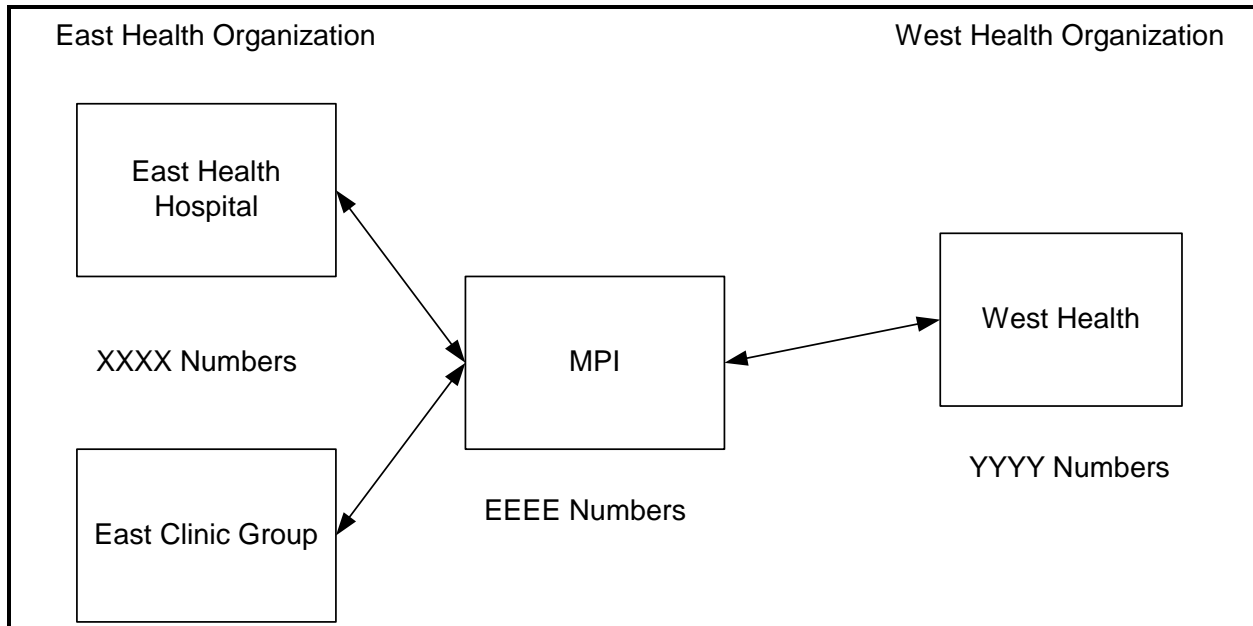 East Health Organization
West Health Organization
East Health
Hospital
West Health
XXXX Numbers
MPI
YYYY Numbers
EEEE Numbers
East Clinic Group